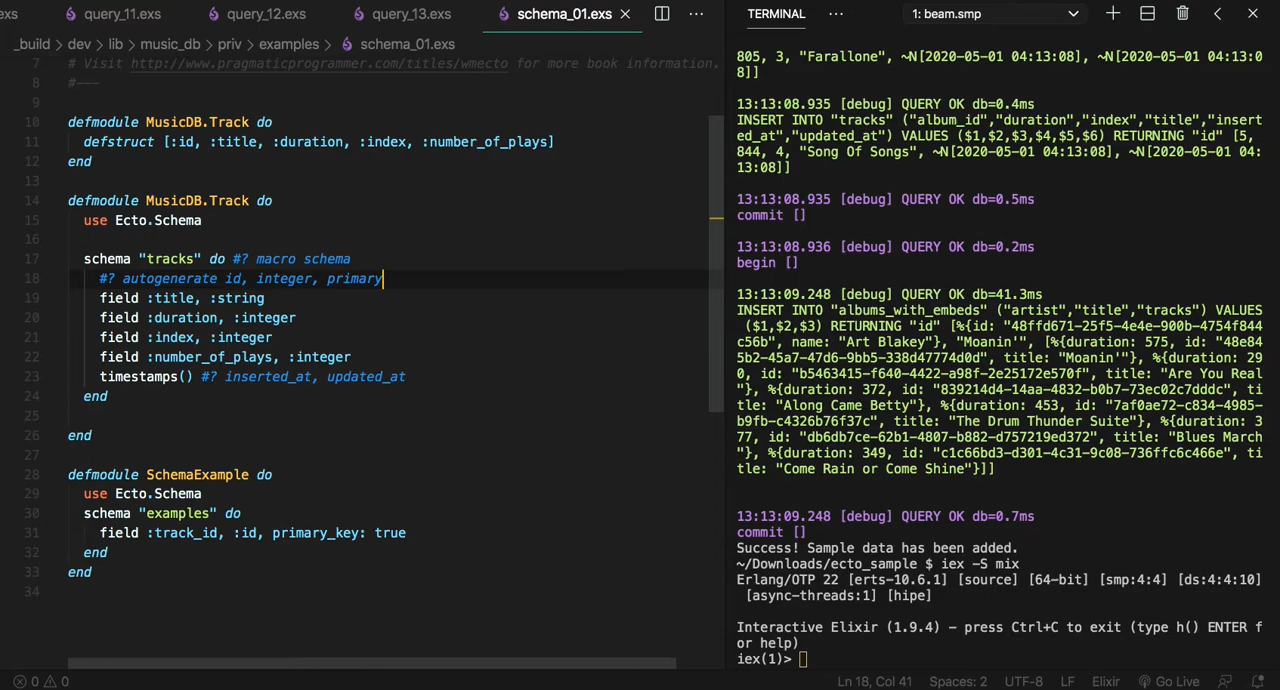 exs
query_11.exs
query_12.exs
query_13.exs
schema_01.exs
_build > dev > lib > music_db > priv > examples > schema_01.exs
7 # Visit http://www.pragmaticprogrammer.com/titles/wmecto for more book information.
8 #---
9
10 defmodule MusicDB.Track do
11 defstruct [:id, :title, :duration, :index, :number_of_plays]
12 end
13
14 defmodule MusicDB.Track do
15 use Ecto.Schema
16
17 schema "tracks" do #? macro schema
18 #? autogenerate id, integer, primary
19 field :title, :string
20 field :duration, :integer
21 field :index, :integer
22 field :number_of_plays, :integer
23 timestamps() #? inserted_at, updated_at
24 end
25
26 end
27
28 defmodule SchemaExample do
29 use Ecto.Schema
30 schema "examples" do
31 field :track_id, :id, primary_key: true
32 end
33 end
34
TERMINAL
1: beam.smp
805, 3, "Farallone", ~N[2020-05-01 04:13:08], ~N[2020-05-01 04:13:0
8]]
13:13:08.935 [debug] QUERY OK db=0.4ms
INSERT INTO "tracks" ("album_id","duration","index","title","insert
ed_at","updated_at") VALUES ($1,$2,$3,$4,$5,$6) RETURNING "id" [5,
844, 4, "Song Of Songs", ~N[2020-05-01 04:13:08], ~N[2020-05-01 04:
13:08]]
13:13:08.935 [debug] QUERY OK db=0.5ms
commit []
13:13:08.936 [debug] QUERY OK db=0.2ms
begin []
13:13:09.248 [debug] QUERY OK db=41.3ms
INSERT INTO "albums_with_embeds" ("artist","title","tracks") VALUES
($1,$2,$3) RETURNING "id" [%{id: "48ffd671-25f5-4e4e-900b-4754f844
c56b", name: "Art Blakey"}, "Moanin'", [%{duration: 575, id: "48e84
5b2-45a7-47d6-9bb5-338d47774d0d", title: "Moanin'"}, %{duration: 29
0, id: "b5463415-f640-4422-a98f-2e25172e570f", title: "Are You Real
"}, %{duration: 372, id: "839214d4-14aa-4832-b0b7-73ec02c7dddc", ti
tle: "Along Came Betty"}, %{duration: 453, id: "7af0ae72-c834-4985-
b9fb-c4326b76f37c", title: "The Drum Thunder Suite"}, %{duration: 3
77, id: "db6db7ce-62b1-4807-b882-d757219ed372", title: "Blues March
"}, %{duration: 349, id: "c1c66bd3-d301-4c31-9c08-736ffc6c466e", ti
tle: "Come Rain or Come Shine"}]]
13:13:09.248 [debug] QUERY OK db=0.7ms
commit []
Success! Sample data has been added.
~/Downloads/ecto_sample $ iex -S mix
Erlang/OTP 22 [erts-10.6.1] [source] [64-bit] [smp:4:4] [ds:4:4:10]
[async-threads:1] [hipe]
Interactive Elixir (1.9.4) - press Ctrl+C to exit (type h() ENTER f
or help)
iex(1)>
0 0
Ln 18, Col 41
Spaces: 2
UTF-8
LF
Elixir
Go Live